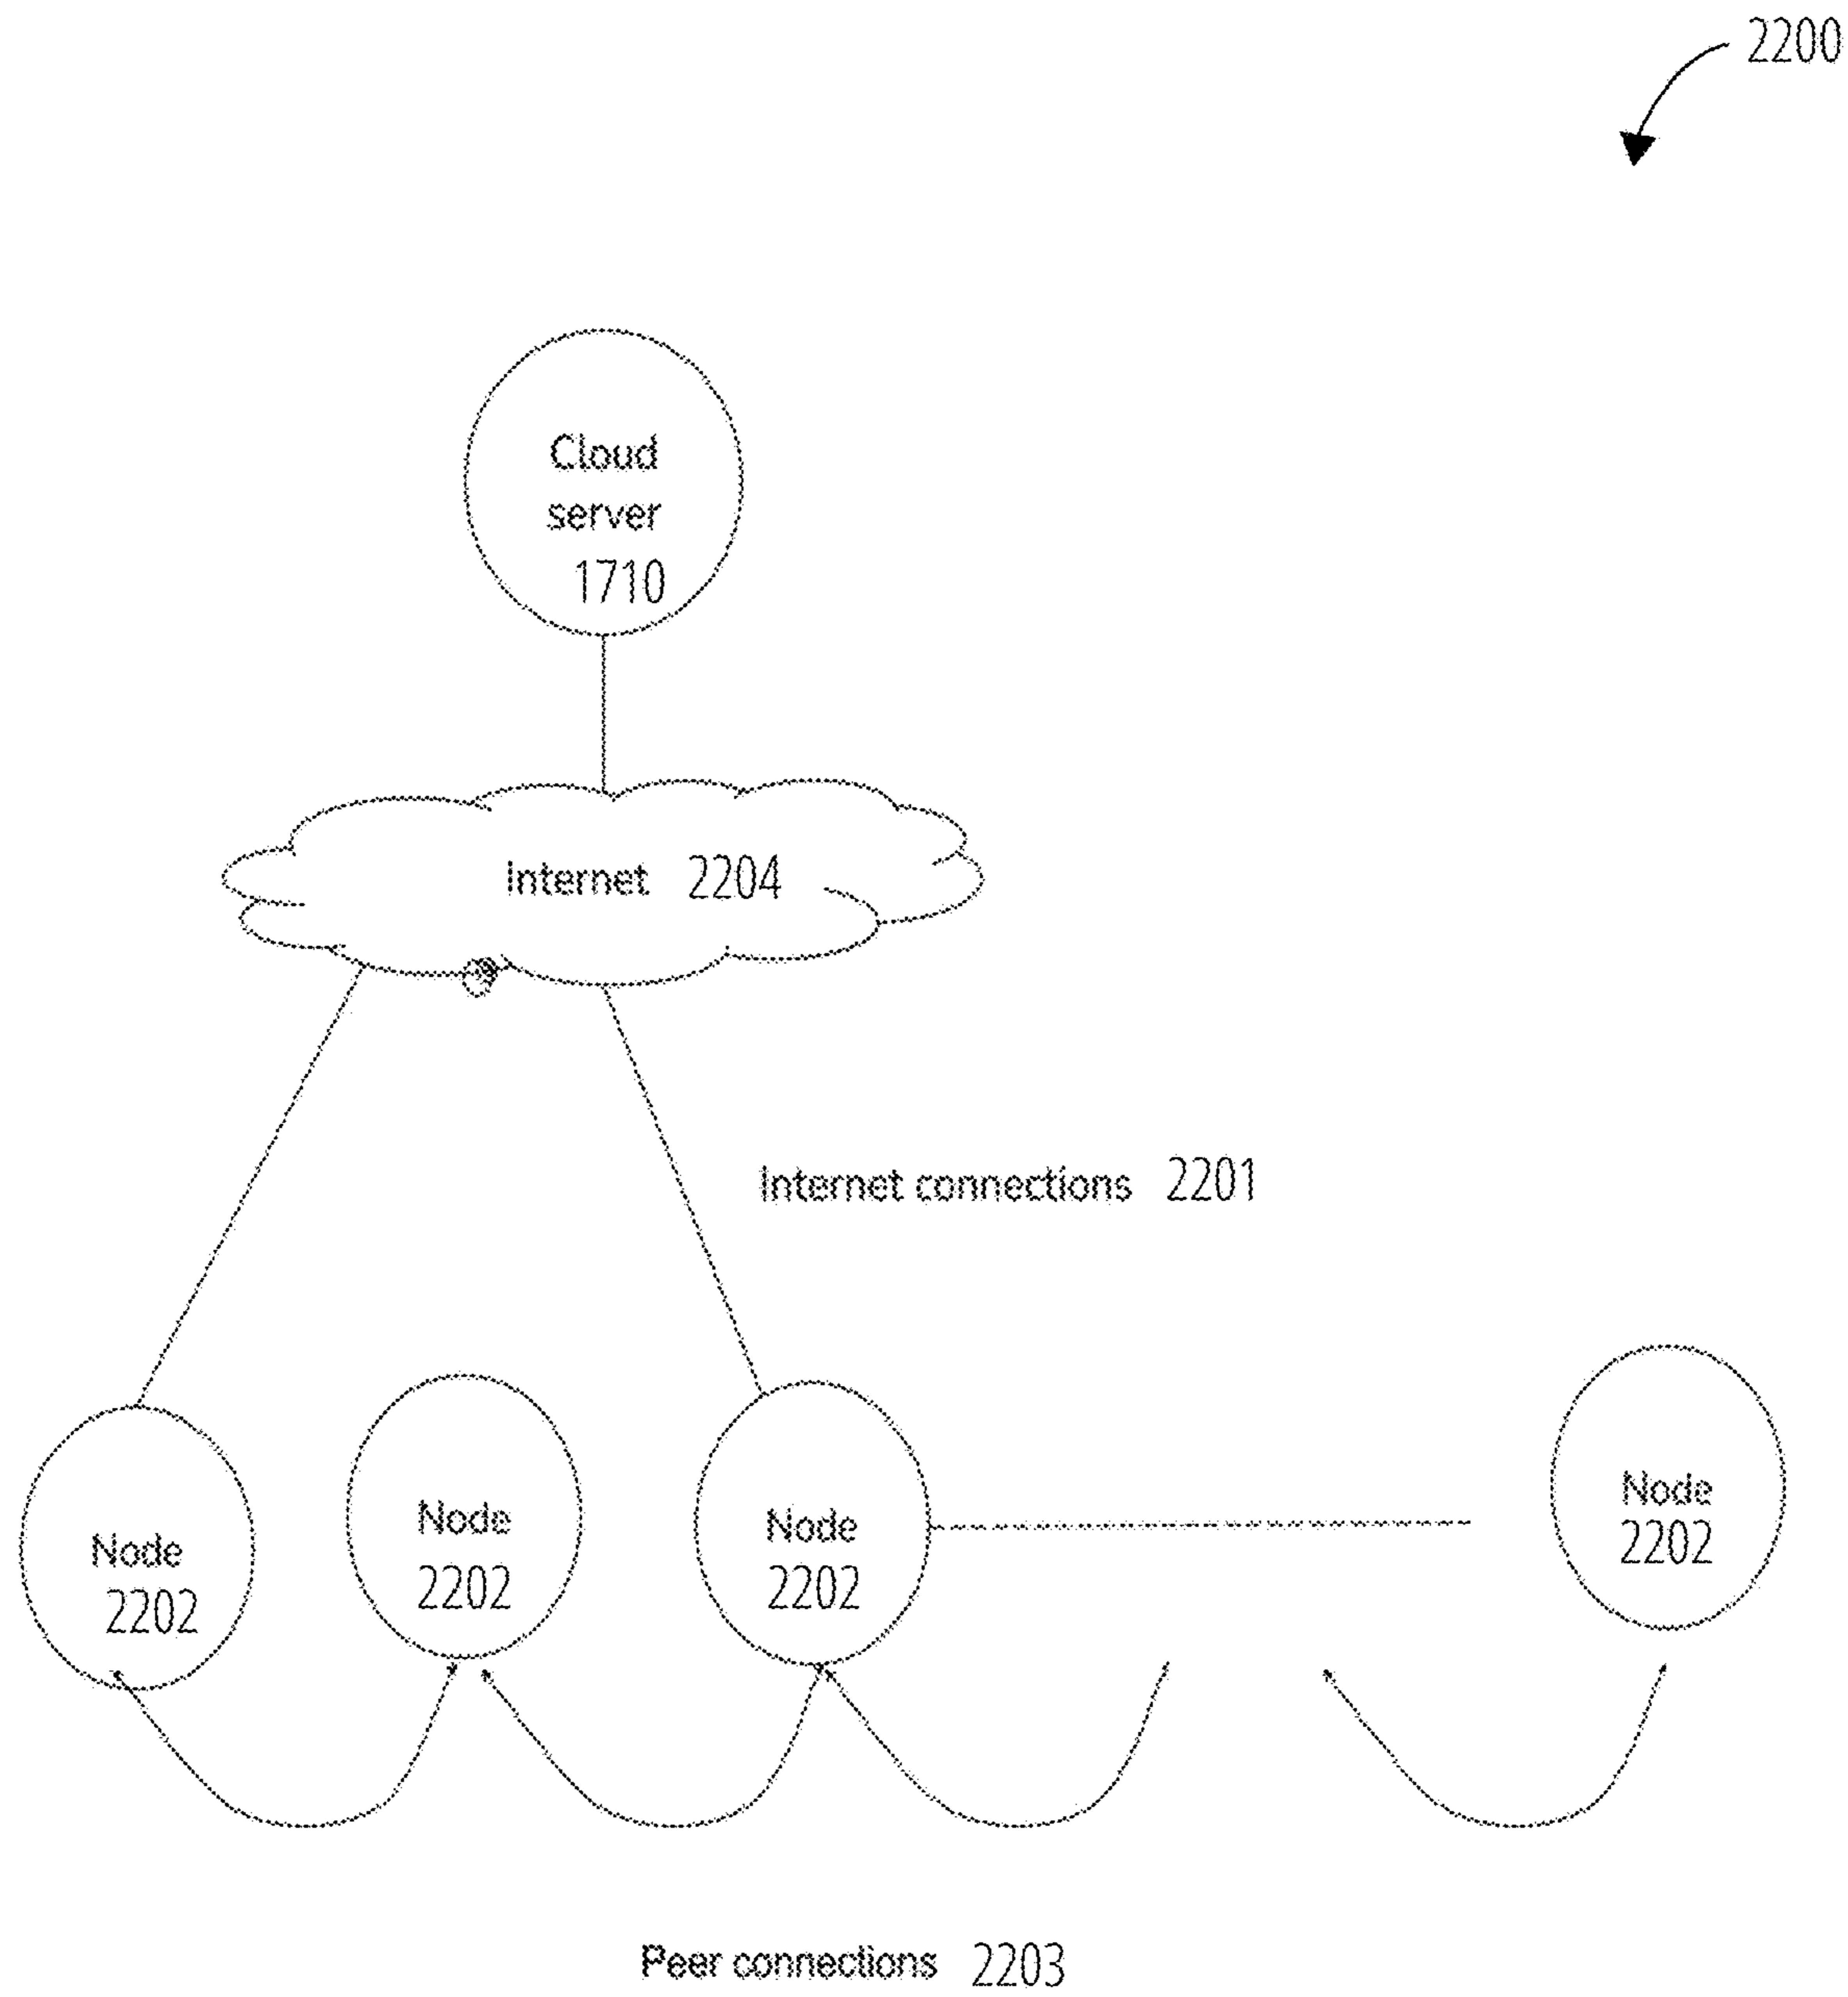 2200
Cloud
server
1710
Internet 2204
Internet connections 2201
Node
2202
Node
2202
Node
2202
Node
2202
Peer connections 2203